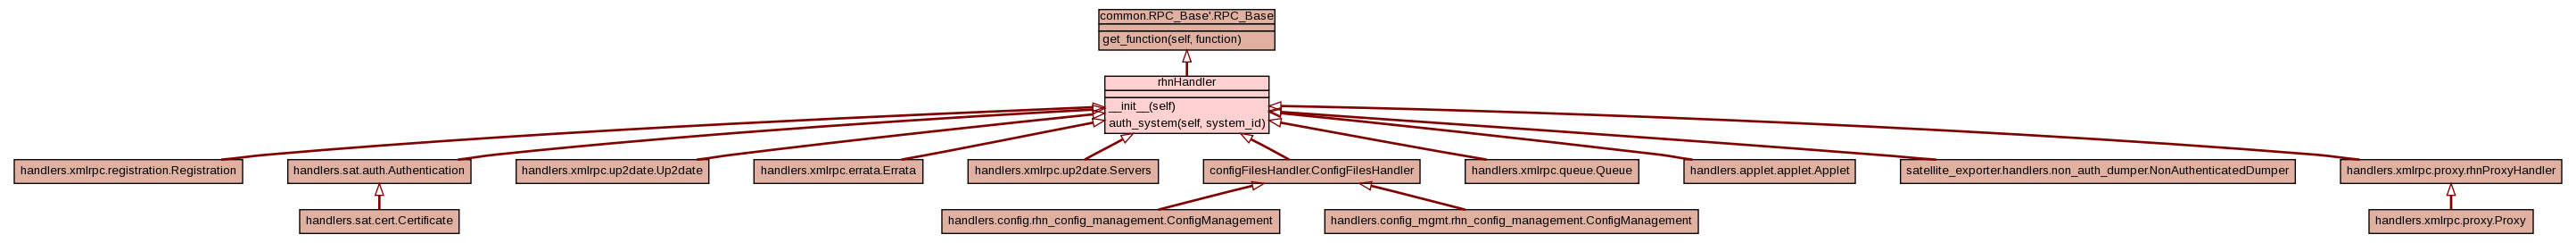 common.RPC_Base'.RPC_Base
get_function(self, function)
rhnHandler
__init__(self)
auth_system(self, system_id)
handlers.xmlrpc.registration.Registration
handlers.sat.auth.Authentication
handlers.xmlrpc.up2date.Up2date
handlers.xmlrpc.errata.Errata
handlers.xmlrpc.up2date.Servers
configFilesHandler.ConfigFilesHandler
handlers.xmlrpc.queue.Queue
handlers.applet.applet.Applet
satellite_exporter.handlers.non_auth_dumper.NonAuthenticatedDumper
handlers.xmlrpc.proxy.rhnProxyHandler
handlers.sat.cert.Certificate
handlers.config.rhn_config_management.ConfigManagement
handlers.config_mgmt.rhn_config_management.ConfigManagement
handlers.xmlrpc.proxy.Proxy